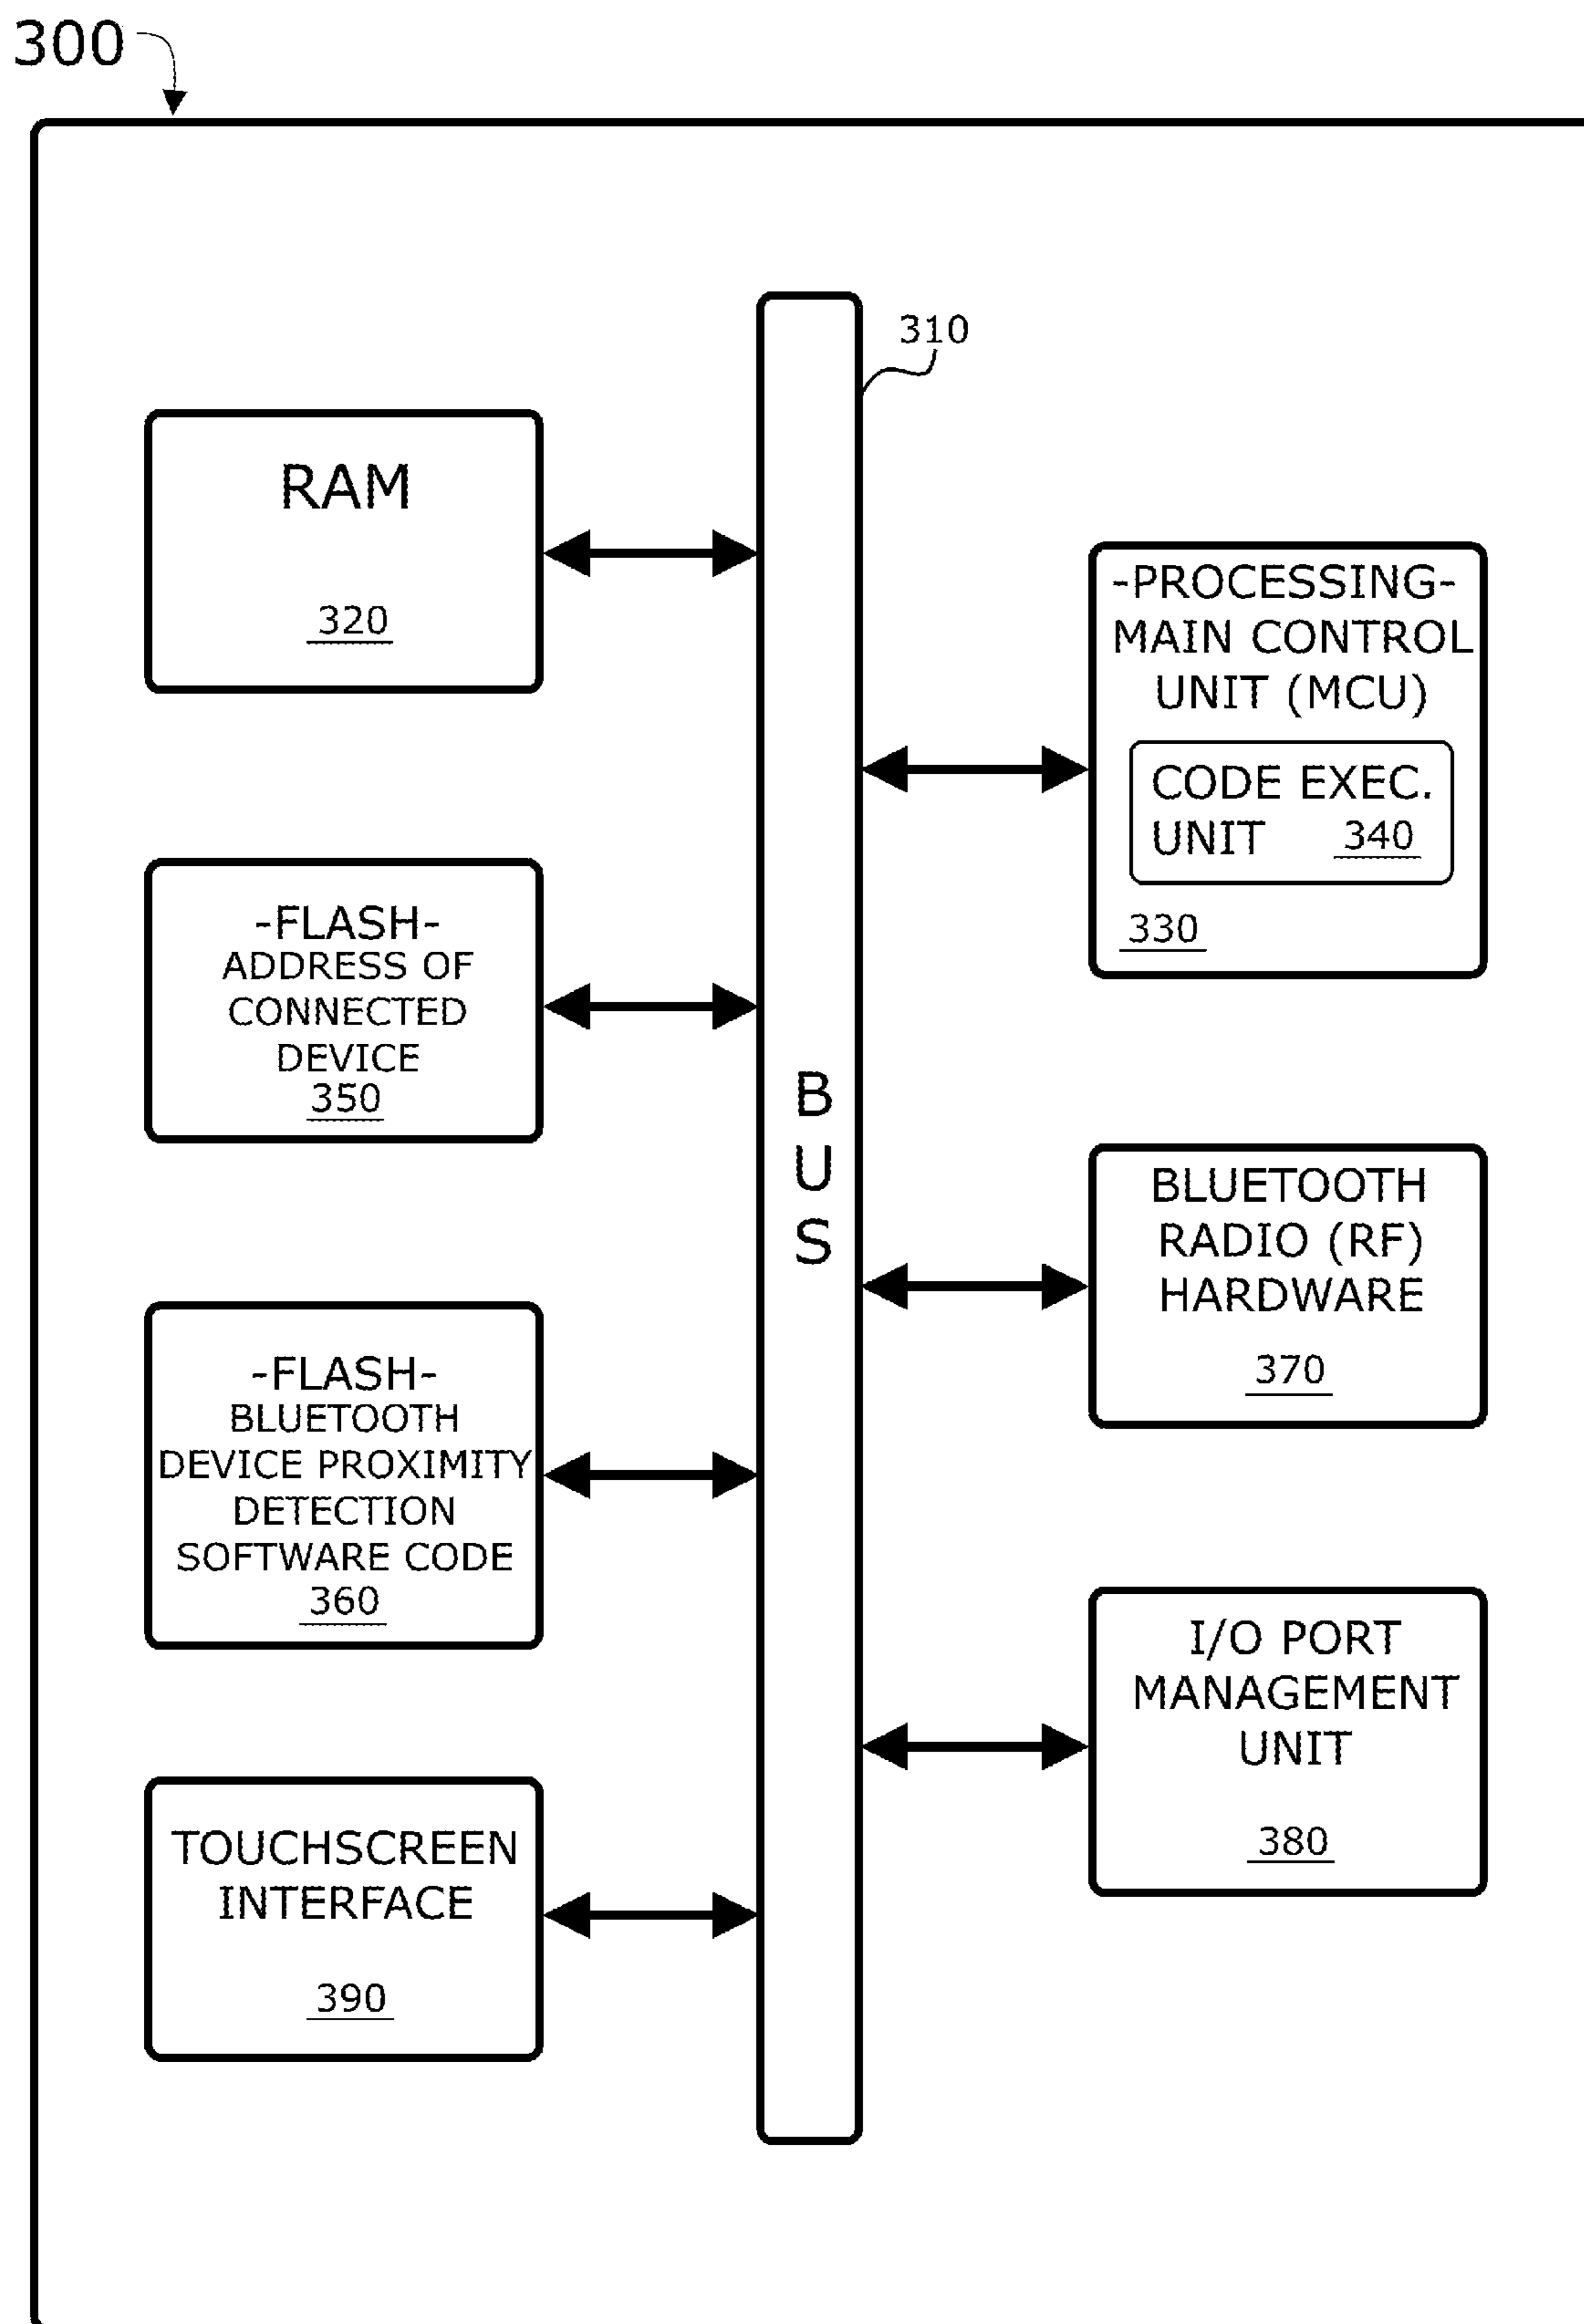 300
310
RAM
320
-PROCESSING-
MAIN CONTROL
UNIT (MCU)
CODE EXEC.
UNIT 340
330
-FLASH-
ADDRESS OF
CONNECTED
DEVICE
350
B
U
S
BLUETOOTH
RADIO (RF)
HARDWARE
370
-FLASH-
BLUETOOTH
DEVICE PROXIMITY
DETECTION
SOFTWARE CODE
360
I/O PORT
MANAGEMENT
UNIT
380
TOUCHSCREEN
INTERFACE
390